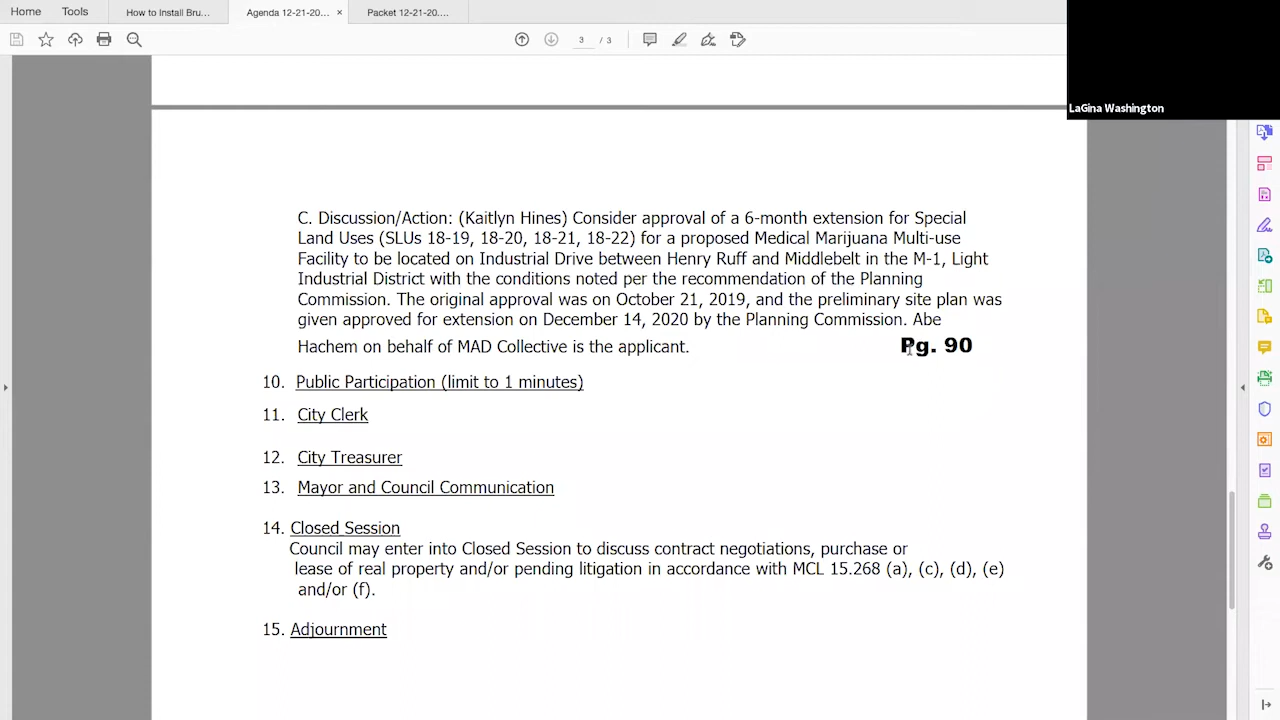 Home Tools How to Install Bru... Agenda 12-21-20... × Packet 12-21-20....
3 / 3
LaGina Washington
C. Discussion/Action: (Kaitlyn Hines) Consider approval of a 6-month extension for Special
Land Uses (SLUs 18-19, 18-20, 18-21, 18-22) for a proposed Medical Marijuana Multi-use
Facility to be located on Industrial Drive between Henry Ruff and Middlebelt in the M-1, Light
Industrial District with the conditions noted per the recommendation of the Planning
Commission. The original approval was on October 21, 2019, and the preliminary site plan was
given approved for extension on December 14, 2020 by the Planning Commission. Abe
Hachem on behalf of MAD Collective is the applicant. Pg. 90
10. Public Participation (limit to 1 minutes)
11. City Clerk
12. City Treasurer
13. Mayor and Council Communication
14. Closed Session
Council may enter into Closed Session to discuss contract negotiations, purchase or
lease of real property and/or pending litigation in accordance with MCL 15.268 (a), (c), (d), (e)
and/or (f).
15. Adjournment